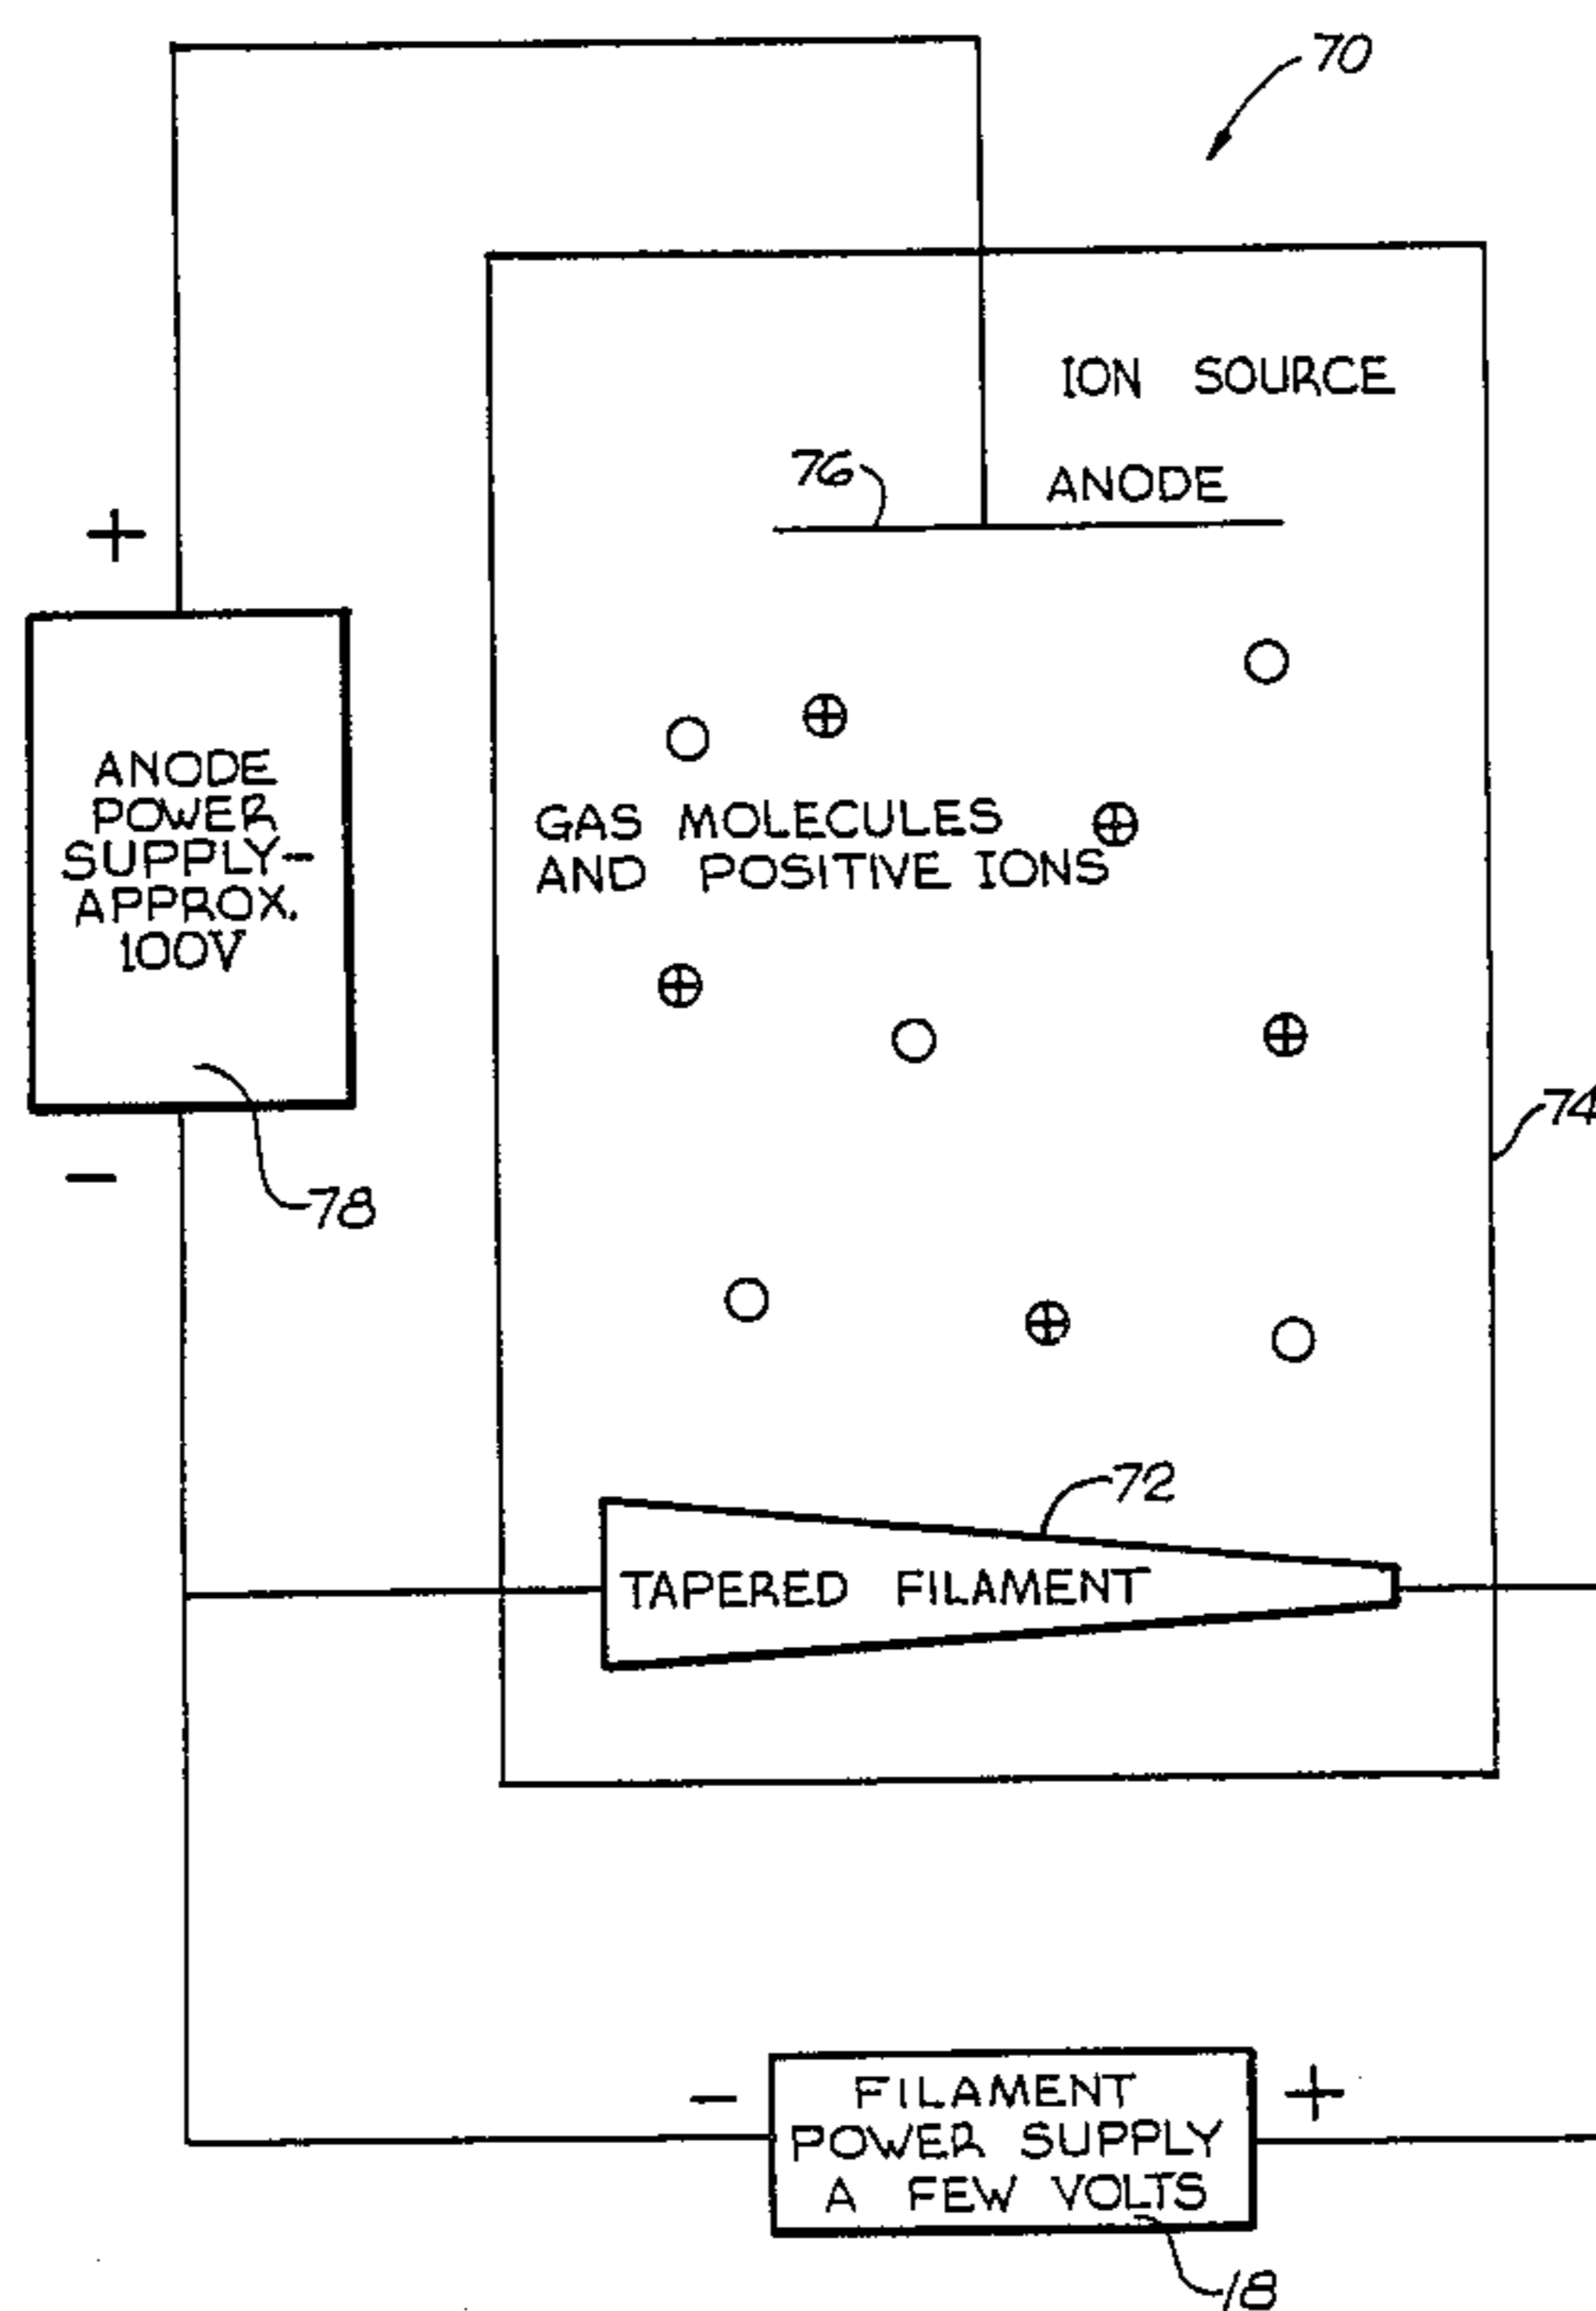 70
ION SOURCE
76
ANODE
+
ANODE
POWER
SUPPLY-
APPROX.
100V
GAS MOLECULES
AND POSITIVE IONS
74
-
78
72
TAPERED FILAMENT
-
+
FILAMENT
POWER SUPPLY
A FEW VOLTS
18